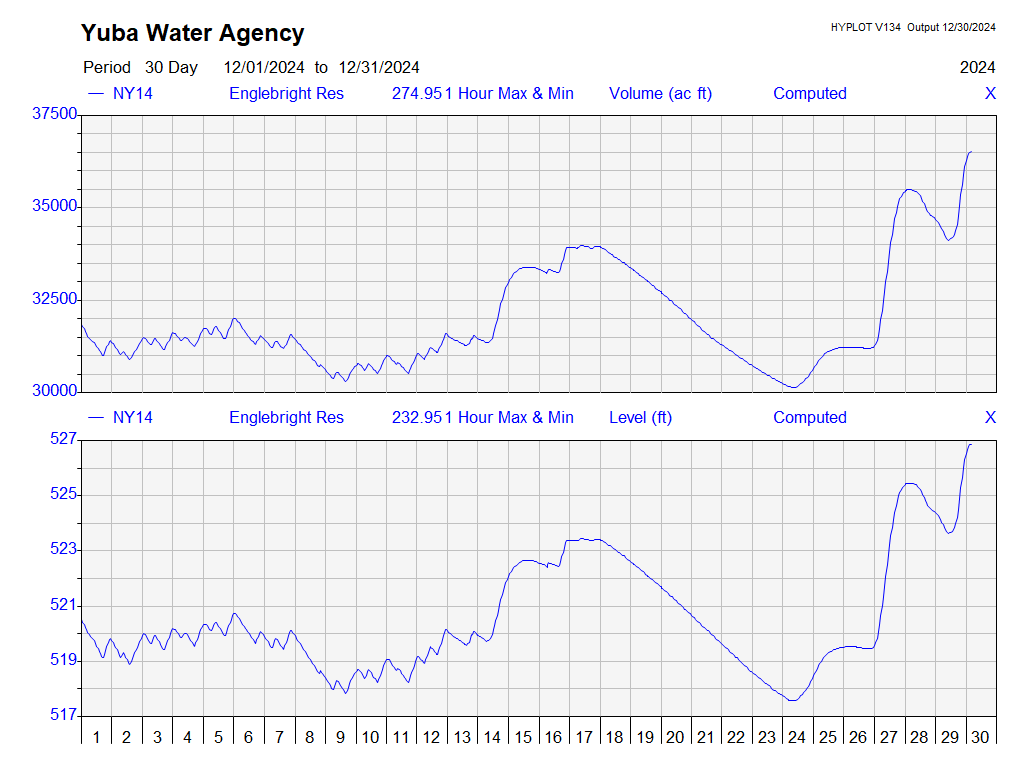 Yuba Water Agency
HYPLOT V134 Output 12/30/2024
Period 30 Day 12/01/2024 to 12/31/2024 2024
NY14 Englebright Res 274.951 Hour Max & Min Volume (ac ft) Computed X
37500
35000
32500
30000
NY14 Englebright Res 232.951 Hour Max & Min Level (ft) Computed X
527
525
523
521
519
517
1 2 3 4 5 6 7 8 9 10 11 12 13 14 15 16 17 18 19 20 21 22 23 24 25 26 27 28 29 30